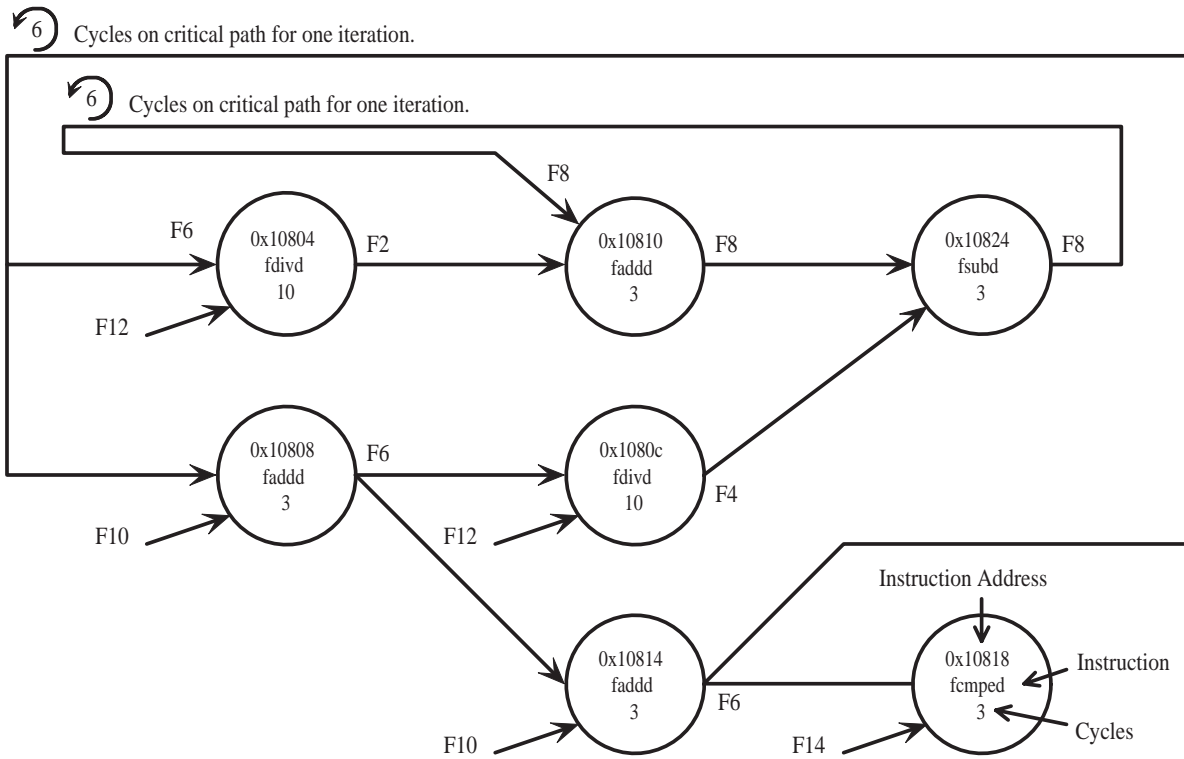 6 Cycles on critical path for one iteration.
6 Cycles on critical path for one iteration.
F8
F6
0x10804
fdivd
10
F2
0x10810
faddd
3
F8
0x10824
fsubd
3
F8
F12
0x10808
faddd
3
F6
0x1080c
fdivd
10
F4
F10
F12
Instruction Address
0x10814
faddd
3
F6
0x10818
fcmped
3
Instruction
Cycles
F10
F14